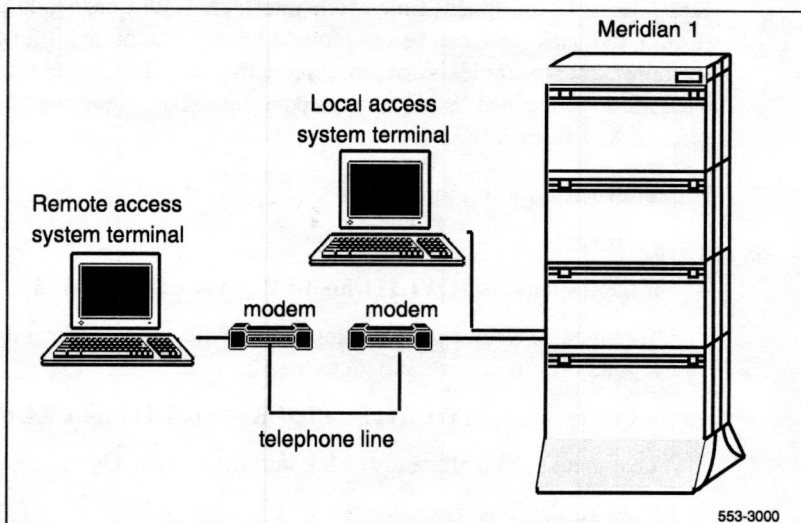 Meridian 1
Local access
system terminal
Remote access
system terminal
modem
modem
telephone line
553-3000